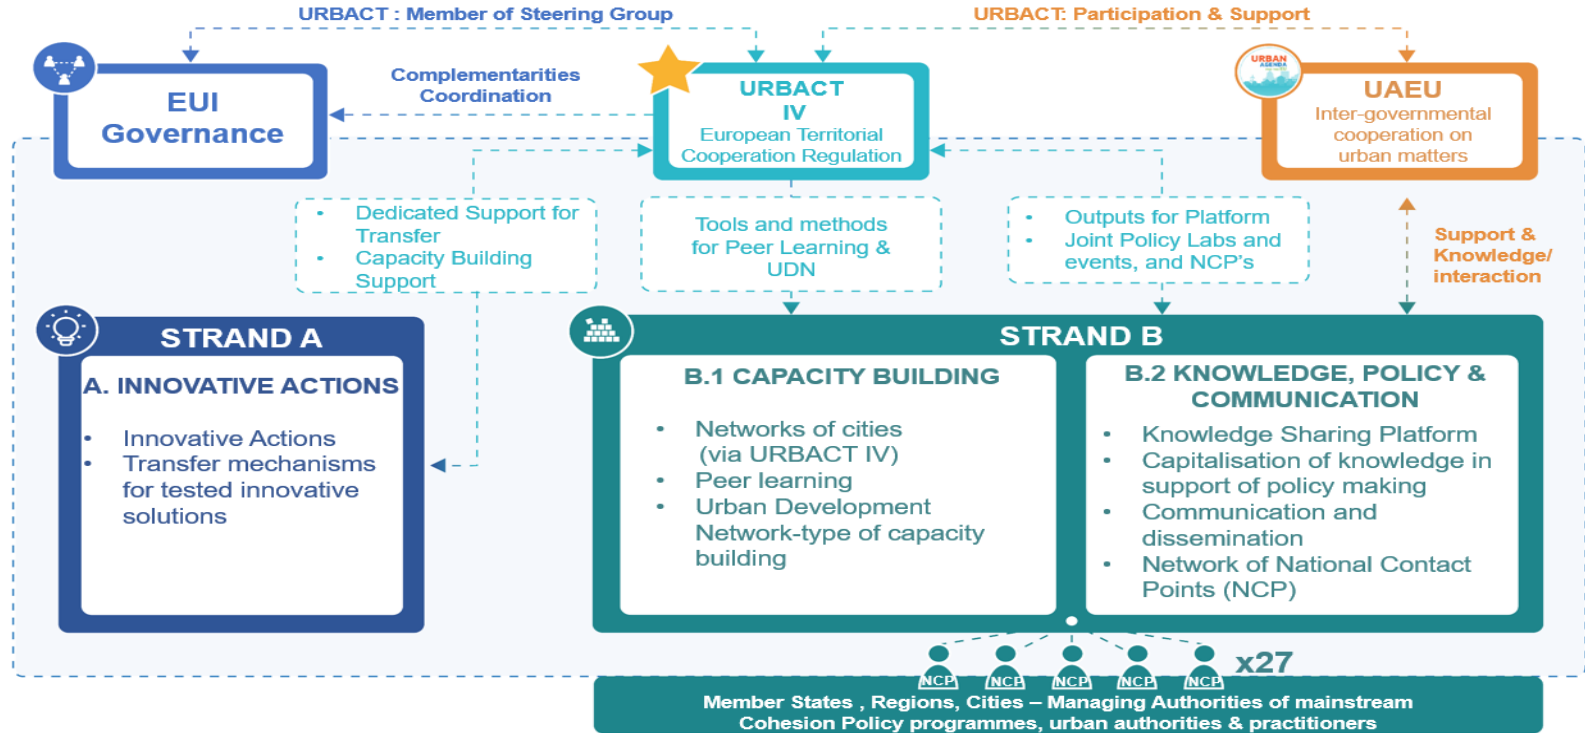 URBACT : Member of Steering Group
URBACT: Participation & Support
EUI
Governance
Complementarities
Coordination
URBACT
IV
European Territorial
Cooperation Regulation
URBAN
AGENDA
UAEU
Inter-governmental
cooperation on
urban matters
• Dedicated Support for
Transfer
• Capacity Building
Support
Tools and methods
for Peer Learning &
UDN
• Outputs for Platform
• Joint Policy Labs and
events, and NCP's
Support &
Knowledge/
interaction
STRAND A
A. INNOVATIVE ACTIONS
• Innovative Actions
• Transfer mechanisms
for tested innovative
solutions
STRAND B
B.1 CAPACITY BUILDING
• Networks of cities
(via URBACT IV)
• Peer learning
• Urban Development
Network-type of capacity
building
B.2 KNOWLEDGE, POLICY &
COMMUNICATION
• Knowledge Sharing Platform
• Capitalisation of knowledge in
support of policy making
• Communication and
dissemination
• Network of National Contact
Points (NCP)
NCP NCP NCP NCP NCP
x27
Member States , Regions, Cities – Managing Authorities of mainstream
Cohesion Policy programmes, urban authorities & practitioners